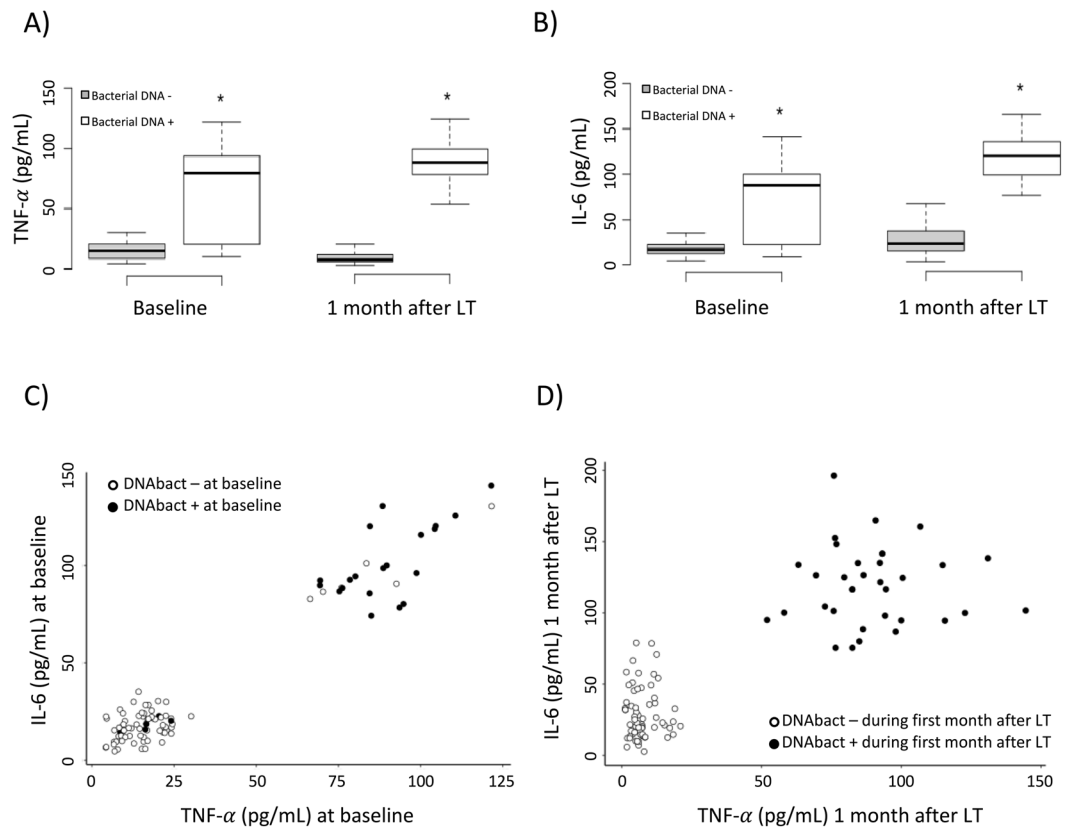 A)
TNF-α (pg/mL)
150
100
50
0
Bacterial DNA -
Bacterial DNA +
*
*
Baseline
1 month after LT
B)
IL-6 (pg/mL)
200
150
100
50
0
Bacterial DNA -
Bacterial DNA +
*
*
Baseline
1 month after LT
C)
IL-6 (pg/mL) at baseline
150
100
50
0
DNAbact – at baseline
DNAbact + at baseline
0 25 50 75 100 125
TNF-α (pg/mL) at baseline
D)
IL-6 (pg/mL) 1 month after LT
200
150
100
50
0
DNAbact – during first month after LT
DNAbact + during first month after LT
0 50 100 150
TNF-α (pg/mL) 1 month after LT